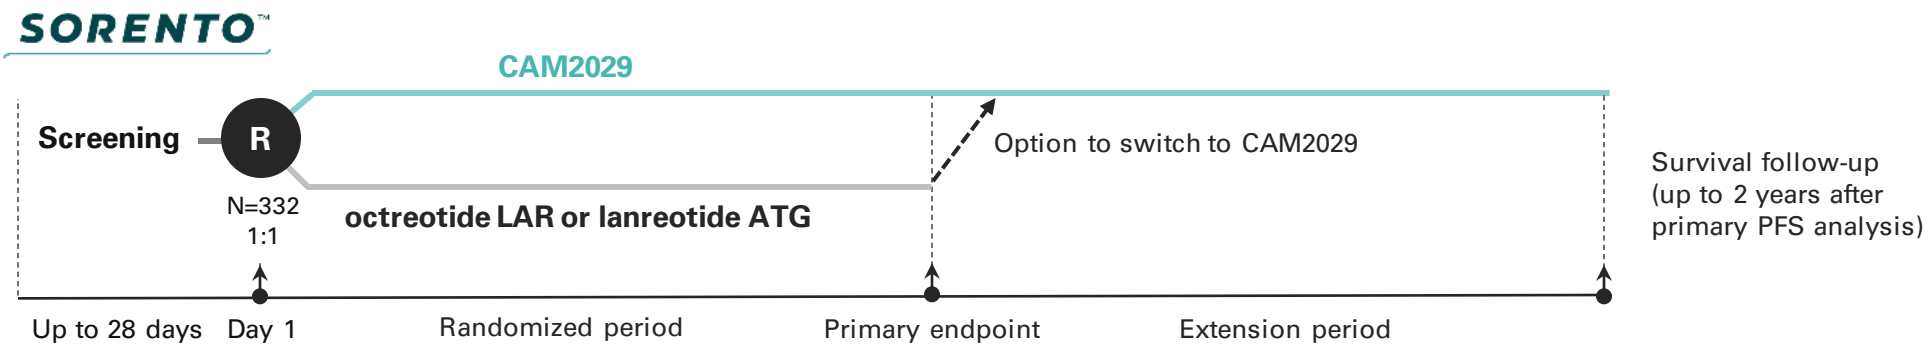 SORENTO™
CAM2029
Screening
R
Option to switch to CAM2029
N=332
1:1
octreotide LAR or lanreotide ATG
Survival follow-up
(up to 2 years after
primary PFS analysis)
Up to 28 days
Day 1
Randomized period
Primary endpoint
Extension period